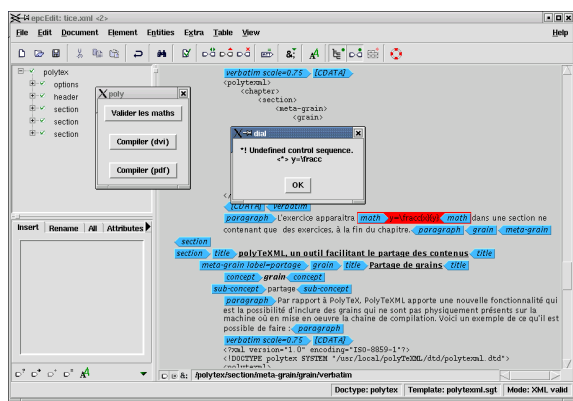 epcEdit: tice.xml <2>
File Edit Document Element Entities Extra Table View Help
polytex
options
header
section
section
section
poly
Valider les maths
Compiler (dvi)
Compiler (pdf)
Insert Rename All Attributes
verbatim scale=0.75 [CDATA]
<polytexml>
<chapter>
<section>
<meta-grain>
<grain>
dial
*! Undefined control sequence.
<*> y=\fracc
OK
[CDATA] verbatim
paragraph L'exercice apparaitra math y=\fracc{x}{y} math dans une section ne
contenant que des exercices, à la fin du chapitre. paragraph grain meta-grain
section
section title polyTeXML, un outil facilitant le partage des contenus title
meta-grain label=partage grain title Partage de grains title
concept grain concept
sub-concept partage sub-concept
paragraph Par rapport à PolyTeX, PolyTeXML apporte une nouvelle fonctionnalité qui
est la possibilité d'inclure des grains qui ne sont pas physiquement présents sur la
machine où en mise en oeuvre la chaîne de compilation. Voici un exemple de ce qu'il est
possible de faire : paragraph
verbatim scale=0.75 [CDATA]
<?xml version="1.0" encoding="ISO-8859-1"?>
<!DOCTYPE polytex SYSTEM "/usr/local/polyTeXML/dtd/polytexml.dtd">
<polytexml>
/polytex/section/meta-grain/grain/verbatim
Doctype: polytex Template: polytexml.sgt Mode: XML valid